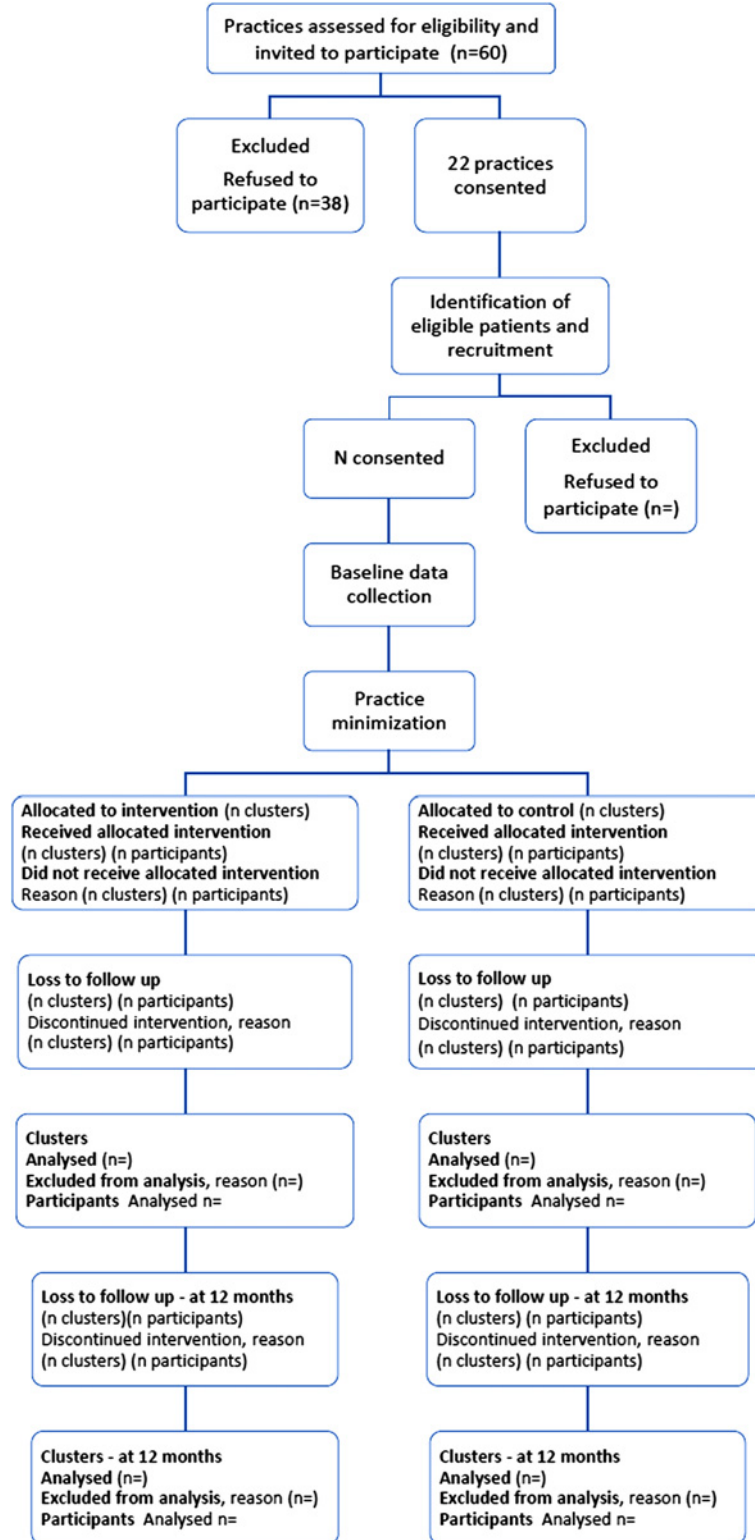 Practices assessed for eligibility and
invited to participate (n=60)
Excluded
Refused to
participate (n=38)
22 practices
consented
Identification of
eligible patients and
recruitment
N consented
Excluded
Refused to
participate (n=)
Baseline data
collection
Practice
minimization
Allocated to intervention (n clusters)
Received allocated intervention
(n clusters) (n participants)
Did not receive allocated intervention
Reason (n clusters) (n participants)
Allocated to control (n clusters)
Received allocated intervention
(n clusters) (n participants)
Did not receive allocated intervention
Reason (n clusters) (n participants)
Loss to follow up
(n clusters) (n participants)
Discontinued intervention, reason
(n clusters) (n participants)
Loss to follow up
(n clusters) (n participants)
Discontinued intervention, reason
(n clusters) (n participants)
Clusters
Analysed (n=)
Excluded from analysis, reason (n=)
Participants Analysed n=
Clusters
Analysed (n=)
Excluded from analysis, reason (n=)
Participants Analysed n=
Loss to follow up - at 12 months
(n clusters)(n participants)
Discontinued intervention, reason
(n clusters) (n participants)
Loss to follow up - at 12 months
(n clusters) (n participants)
Discontinued intervention, reason
(n clusters) (n participants)
Clusters - at 12 months
Analysed (n=)
Excluded from analysis, reason (n=)
Participants Analysed n=
Clusters - at 12 months
Analysed (n=)
Excluded from analysis, reason (n=)
Participants Analysed n=